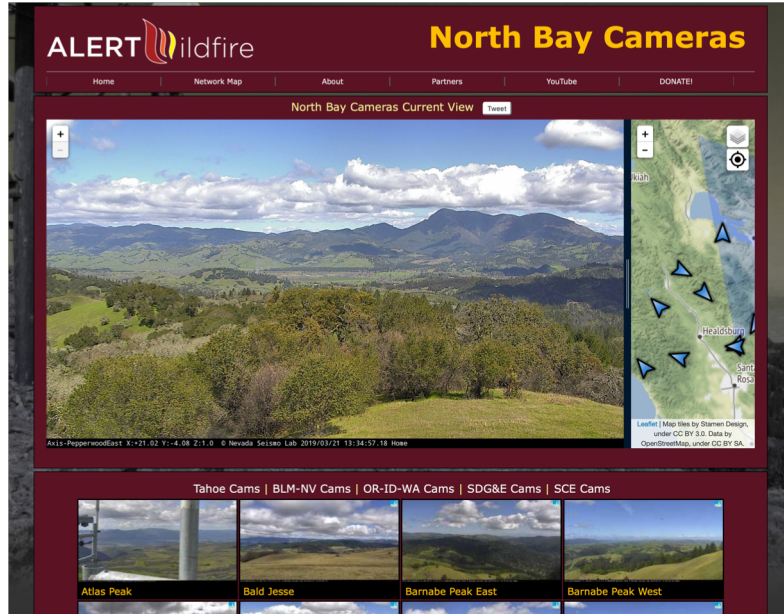 ALERTWildfire
North Bay Cameras
Home | Network Map | About | Partners | YouTube | DONATE!
North Bay Cameras Current View Tweet
+
−
+
−
kiah
Healdsburg
Santa
Rosa
Leaflet | Map tiles by Stamen Design,
under CC BY 3.0. Data by
OpenStreetMap, under CC BY SA.
Axis-PepperwoodEast X:+21.02 Y:-4.08 Z:1.0 © Nevada Seismo Lab 2019/03/21 13:34:57.18 Home
Tahoe Cams | BLM-NV Cams | OR-ID-WA Cams | SDG&E Cams | SCE Cams
Atlas Peak
Bald Jesse
Barnabe Peak East
Barnabe Peak West